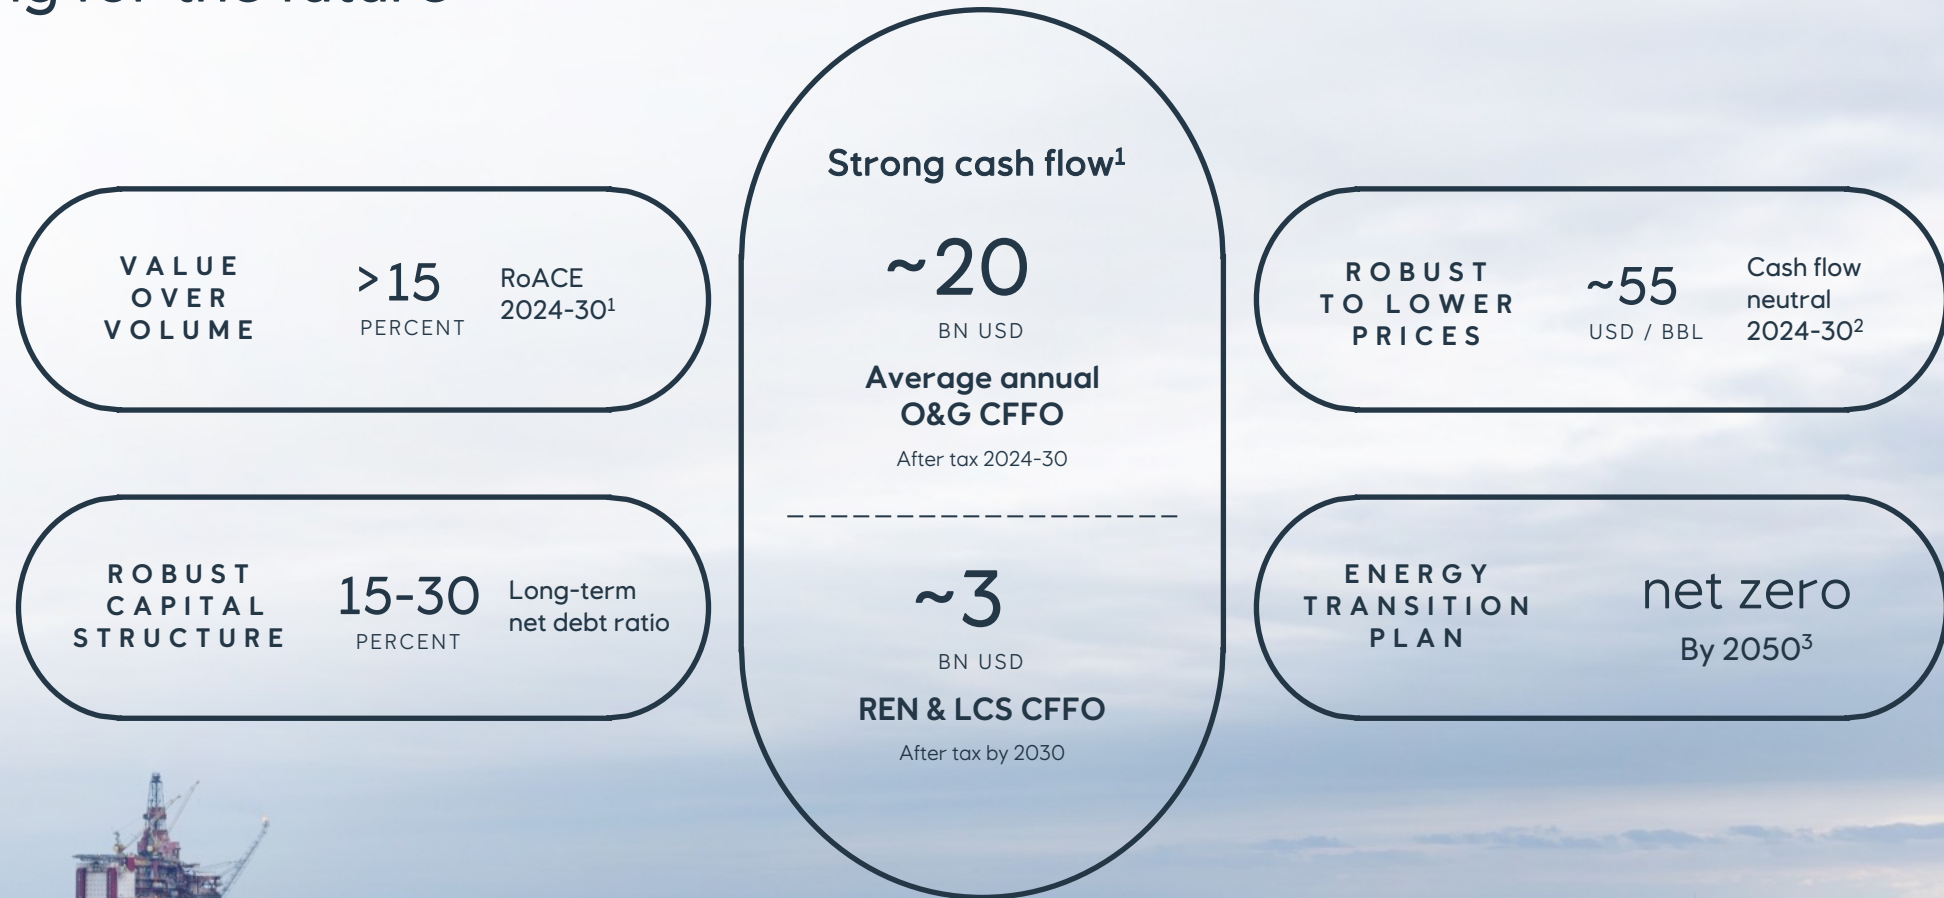 for the future
VALUE
OVER
VOLUME
>15
PERCENT
RoACE
2024-30¹
ROBUST
CAPITAL
STRUCTURE
15-30
PERCENT
Long-term
net debt ratio
Strong cash flow¹
~20
BN USD
Average annual
O&G CFFO
After tax 2024-30
~3
BN USD
REN & LCS CFFO
After tax by 2030
ROBUST
TO LOWER
PRICES
~55
USD / BBL
Cash flow
neutral
2024-30²
ENERGY
TRANSITION
PLAN
net zero
By 2050³